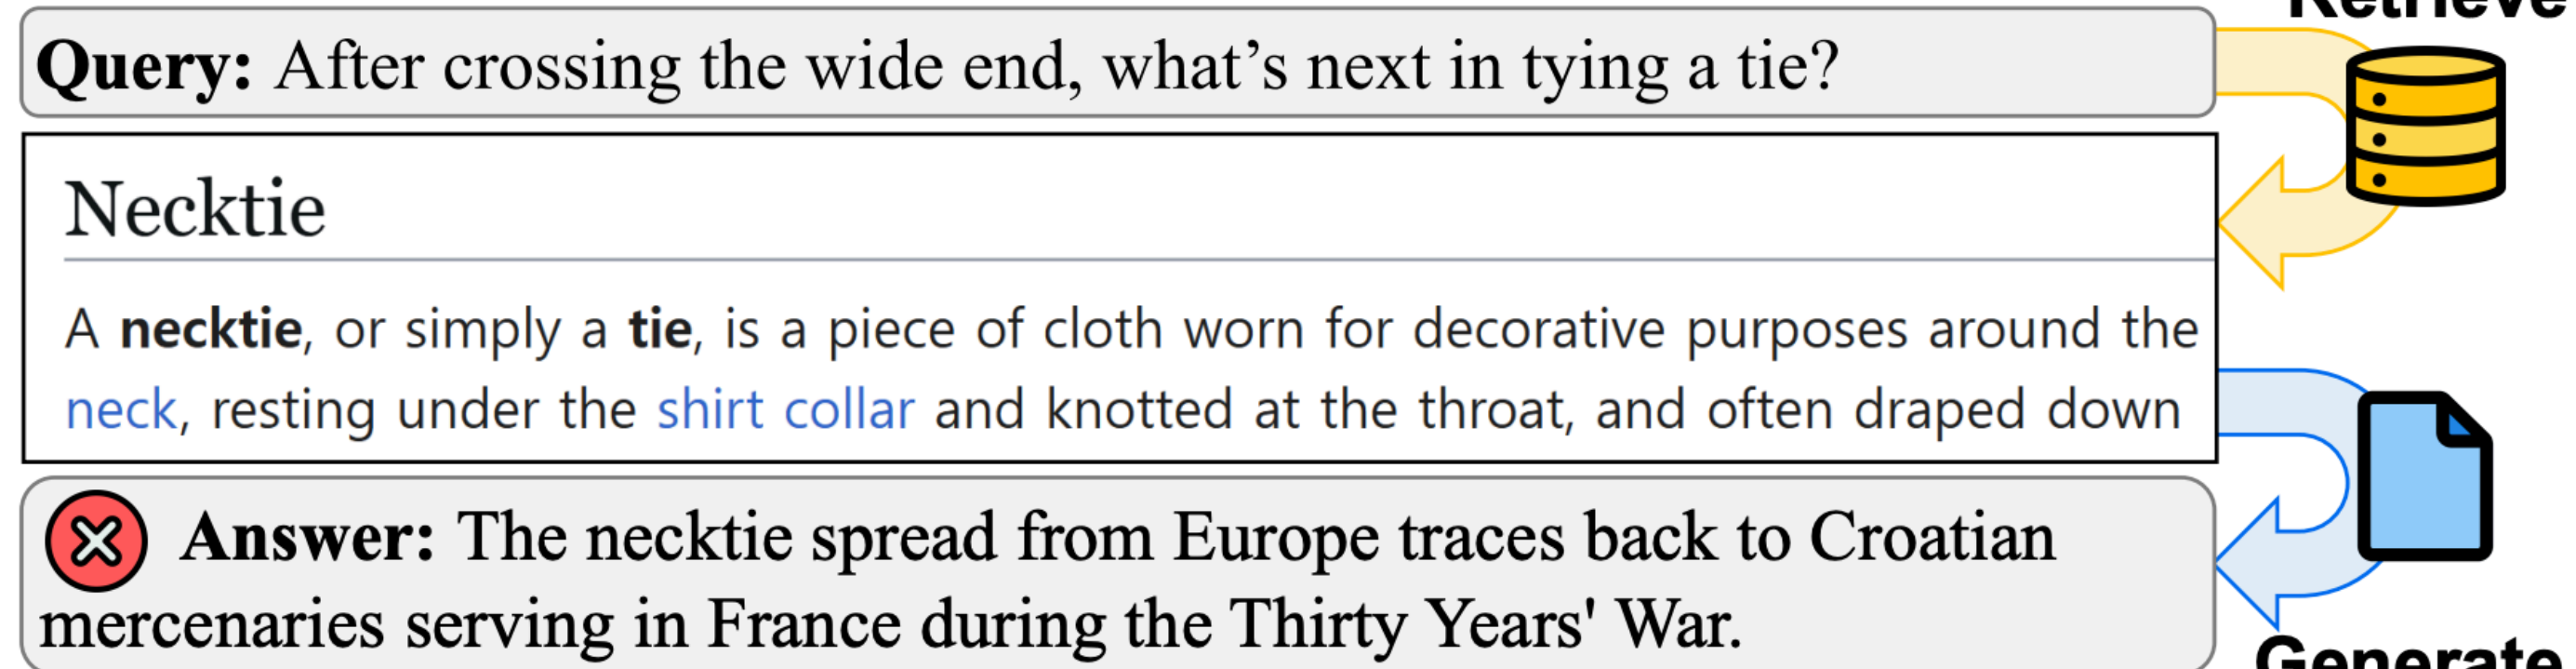 Retrieve
Query: After crossing the wide end, what’s next in tying a tie?
Necktie
A necktie, or simply a tie, is a piece of cloth worn for decorative purposes around the
neck, resting under the shirt collar and knotted at the throat, and often draped down
Answer: The necktie spread from Europe traces back to Croatian
mercenaries serving in France during the Thirty Years' War.
Generate